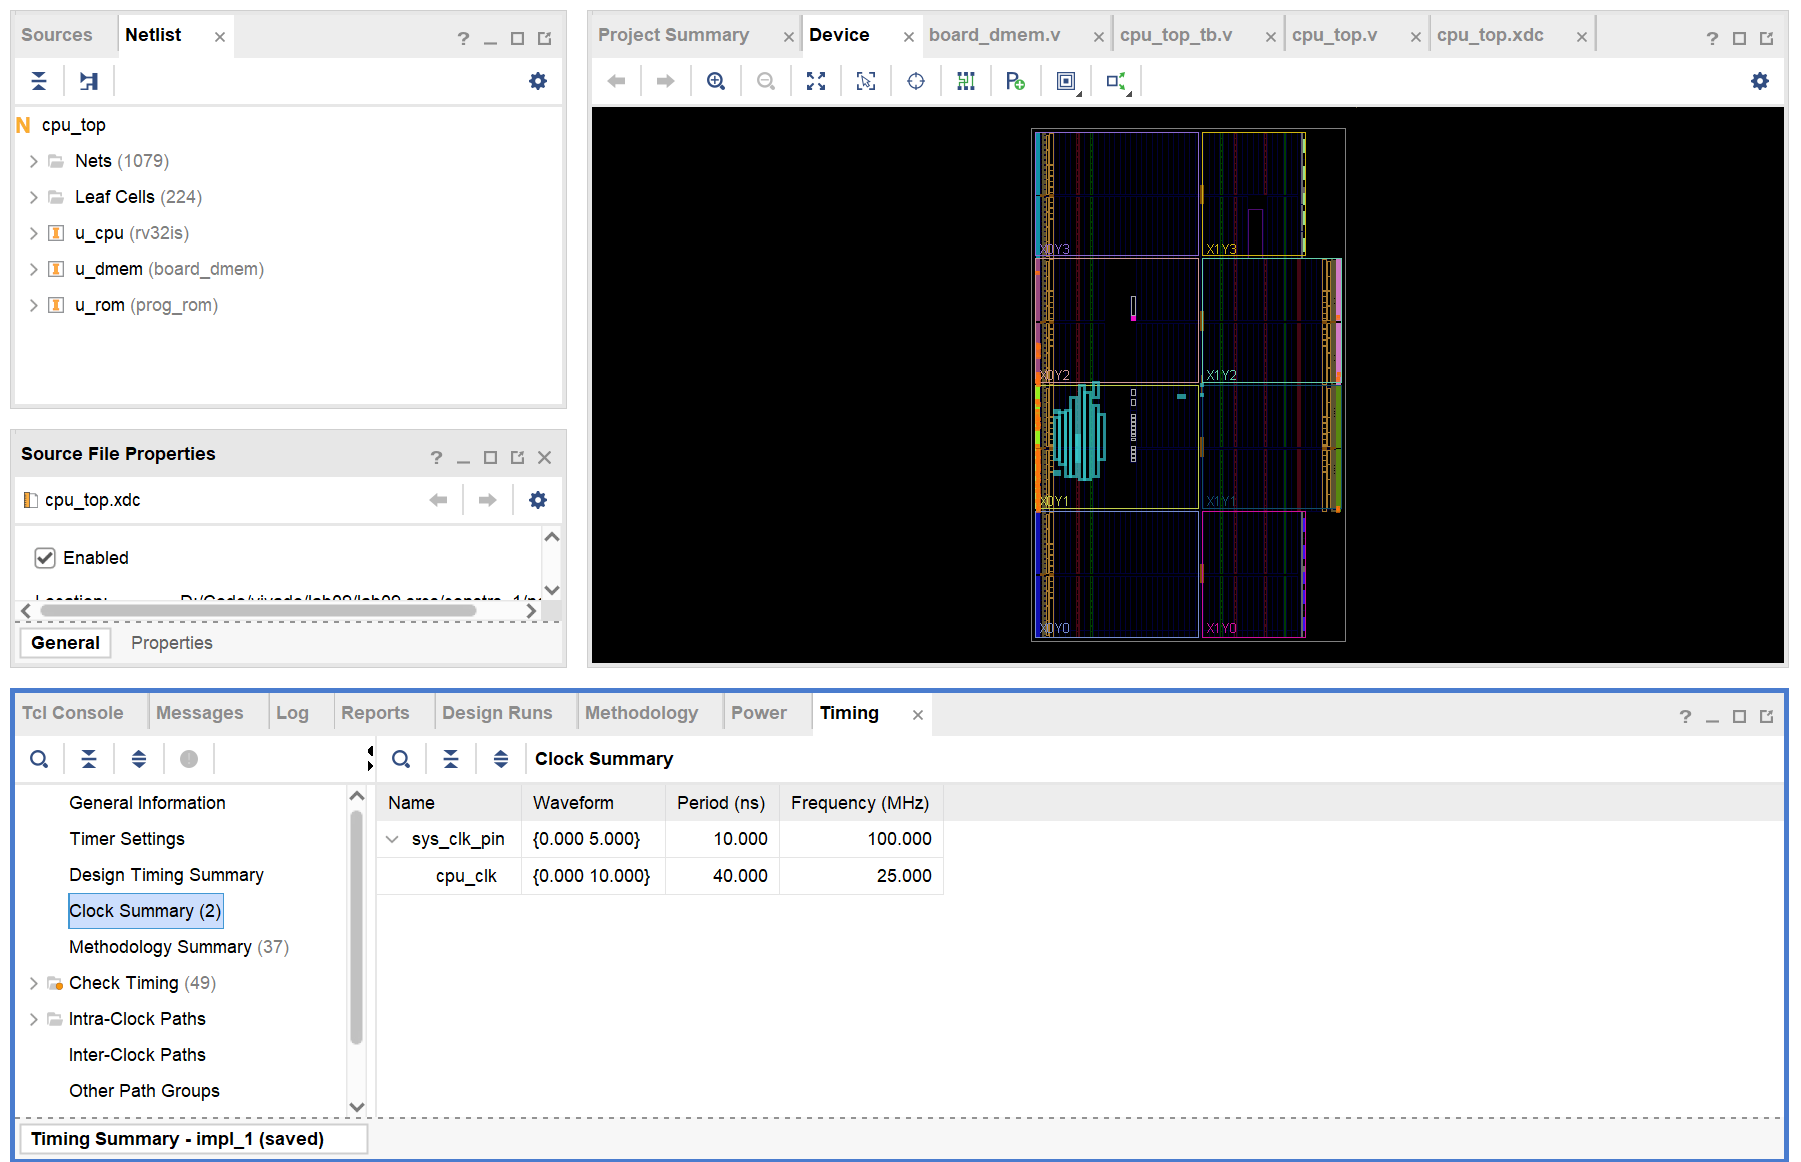 Sources
Netlist
cpu_top
Nets (1079)
Leaf Cells (224)
u_cpu (rv32is)
u_dmem (board_dmem)
u_rom (prog_rom)
Source File Properties
cpu_top.xdc
Enabled
General
Properties
Project Summary
Device
board_dmem.v
cpu_top_tb.v
cpu_top.v
cpu_top.xdc
X0Y3
X1Y3
X0Y2
X1Y2
X0Y1
X1Y1
X0Y0
X1Y0
Tcl Console
Messages
Log
Reports
Design Runs
Methodology
Power
Timing
General Information
Timer Settings
Design Timing Summary
Clock Summary (2)
Methodology Summary (37)
Check Timing (49)
Intra-Clock Paths
Inter-Clock Paths
Other Path Groups
Clock Summary
Name Waveform Period (ns) Frequency (MHz)
sys_clk_pin {0.000 5.000} 10.000 100.000
cpu_clk {0.000 10.000} 40.000 25.000
Timing Summary - impl_1 (saved)